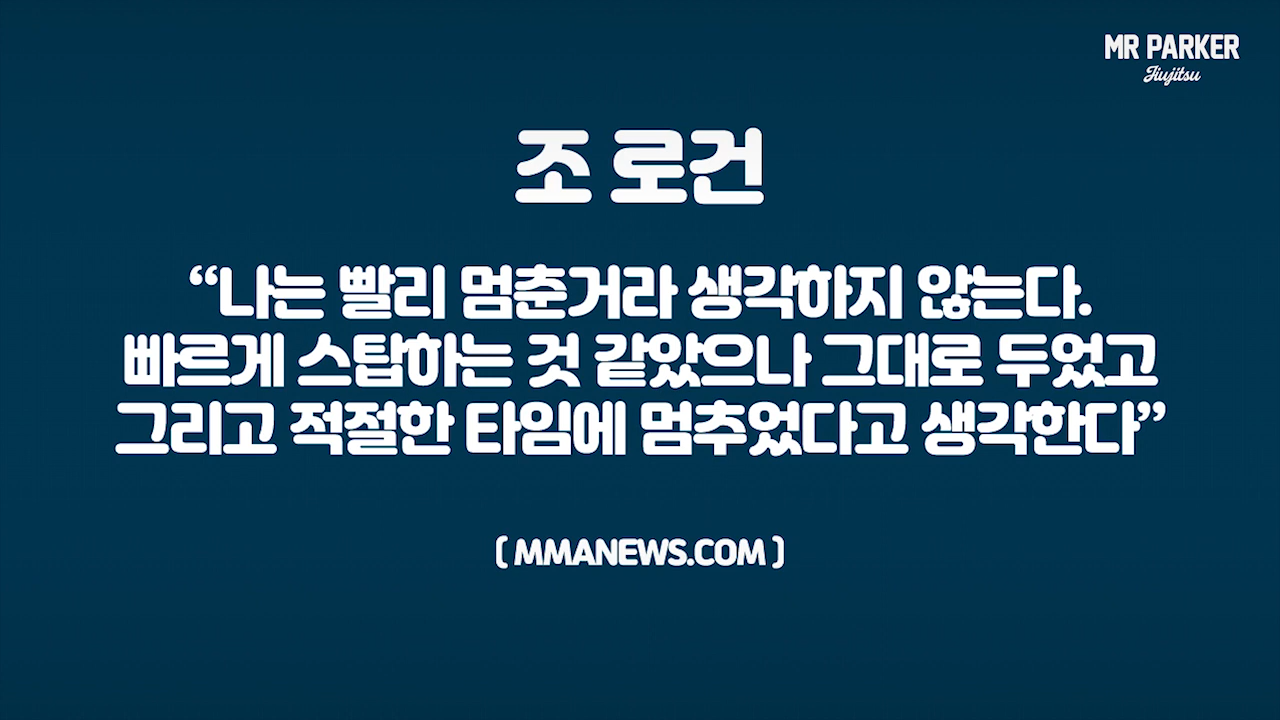 MR PARKER
Jiujitsu
조 로건
“나는 빨리 멈춘거라 생각하지 않는다.
빠르게 스탑하는 것 같았으나 그대로 두었고
그리고 적절한 타임에 멈추었다고 생각한다”
( MMANEWS.COM )